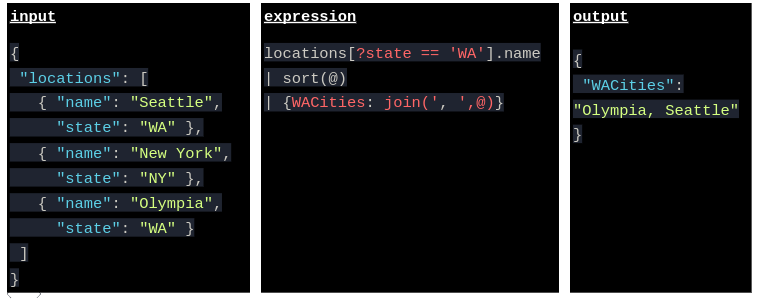 input
{
 "locations": [
   { "name": "Seattle",
     "state": "WA" },
   { "name": "New York",
     "state": "NY" },
   { "name": "Olympia",
     "state": "WA" }
 ]
}
expression
locations[?state == 'WA'].name
| sort(@)
| {WACities: join(', ',@)}
output
{
 "WACities":
"Olympia, Seattle"
}